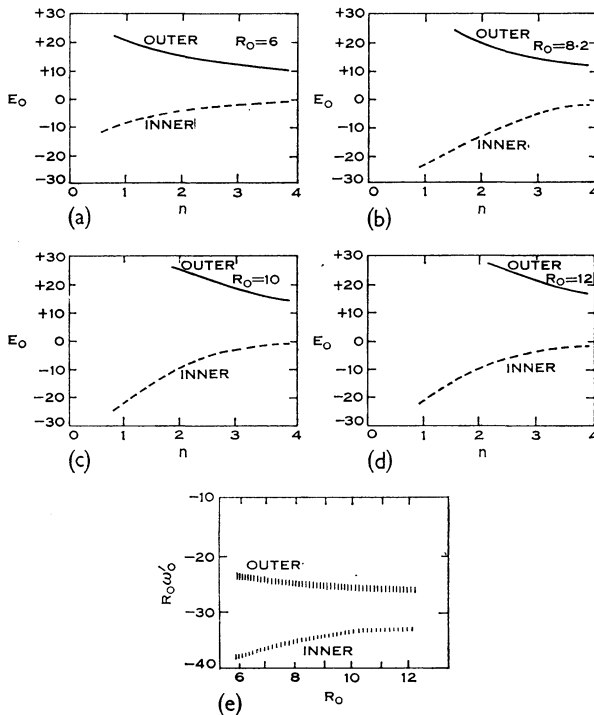 +30
+20
+10
0
-10
-20
-30
E₀
OUTER
R₀=6
INNER
0 1 2 3 4
n
(a)
+30
+20
+10
0
-10
-20
-30
E₀
OUTER
R₀=8·2
INNER
0 1 2 3 4
n
(b)
+30
+20
+10
0
-10
-20
-30
E₀
OUTER
R₀=10
INNER
0 1 2 3 4
n
(c)
+30
+20
+10
0
-10
-20
-30
E₀
OUTER
R₀=12
INNER
0 1 2 3 4
n
(d)
-10
-20
-30
-40
R₀ω′₀
OUTER
INNER
6 8 10 12
R₀
(e)